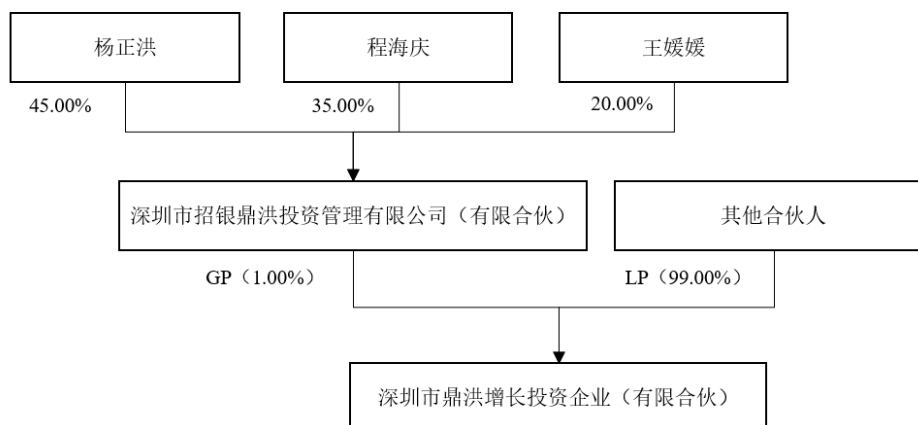 杨正洪
程海庆
王媛媛
45.00%
35.00%
20.00%
深圳市招银鼎洪投资管理有限公司（有限合伙）
其他合伙人
GP（1.00%）
LP（99.00%）
深圳市鼎洪增长投资企业（有限合伙）